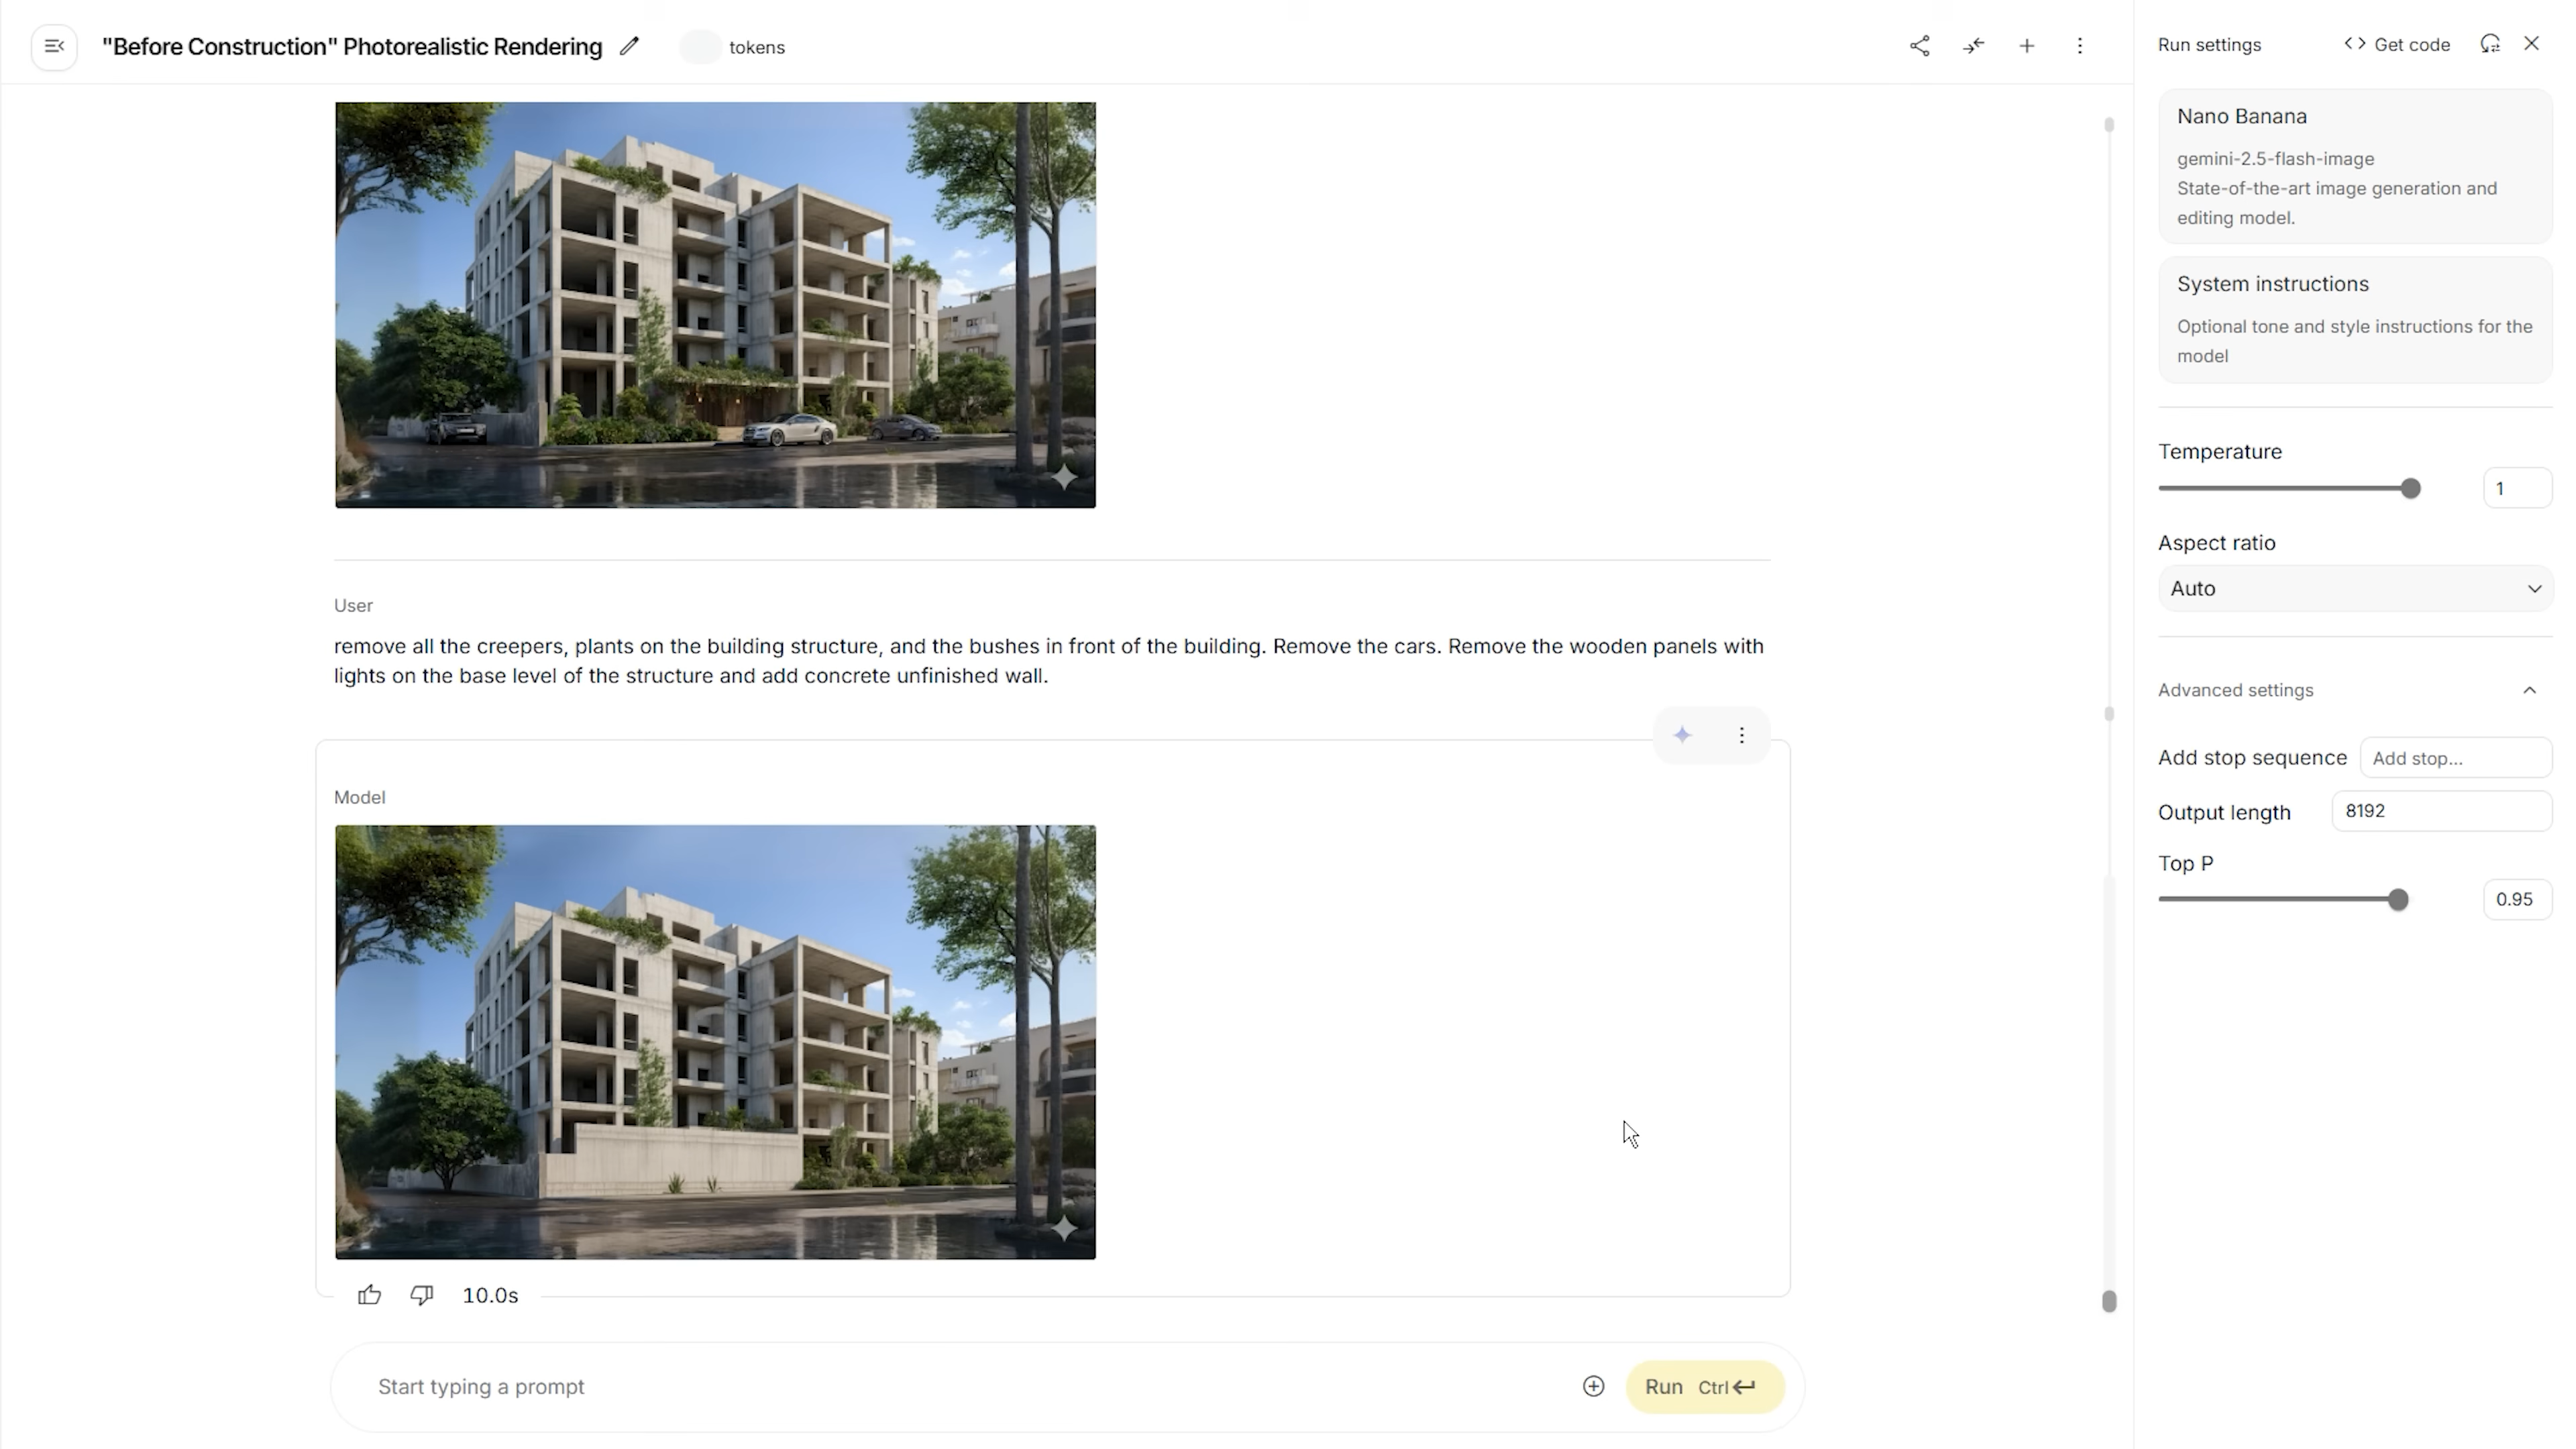 "Before Construction" Photorealistic Rendering
tokens
User
remove all the creepers, plants on the building structure, and the bushes in front of the building. Remove the cars. Remove the wooden panels with
lights on the base level of the structure and add concrete unfinished wall.
Model
10.0s
Start typing a prompt
Run Ctrl
Run settings
Get code
Nano Banana
gemini-2.5-flash-image
State-of-the-art image generation and
editing model.
System instructions
Optional tone and style instructions for the
model
Temperature
1
Aspect ratio
Auto
Advanced settings
Add stop sequence Add stop...
Output length 8192
Top P
0.95